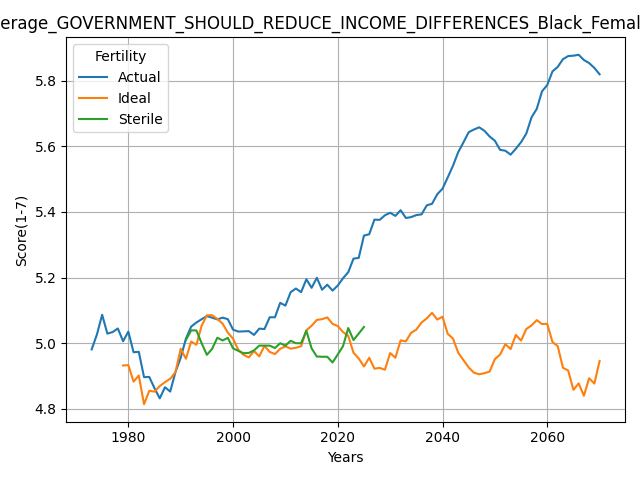 erage_GOVERNMENT_SHOULD_REDUCE_INCOME_DIFFERENCES_Black_Femal
Fertility
Actual
Ideal
Sterile
Score(1-7)
5.8
5.6
5.4
5.2
5.0
4.8
1980 2000 2020 2040 2060
Years